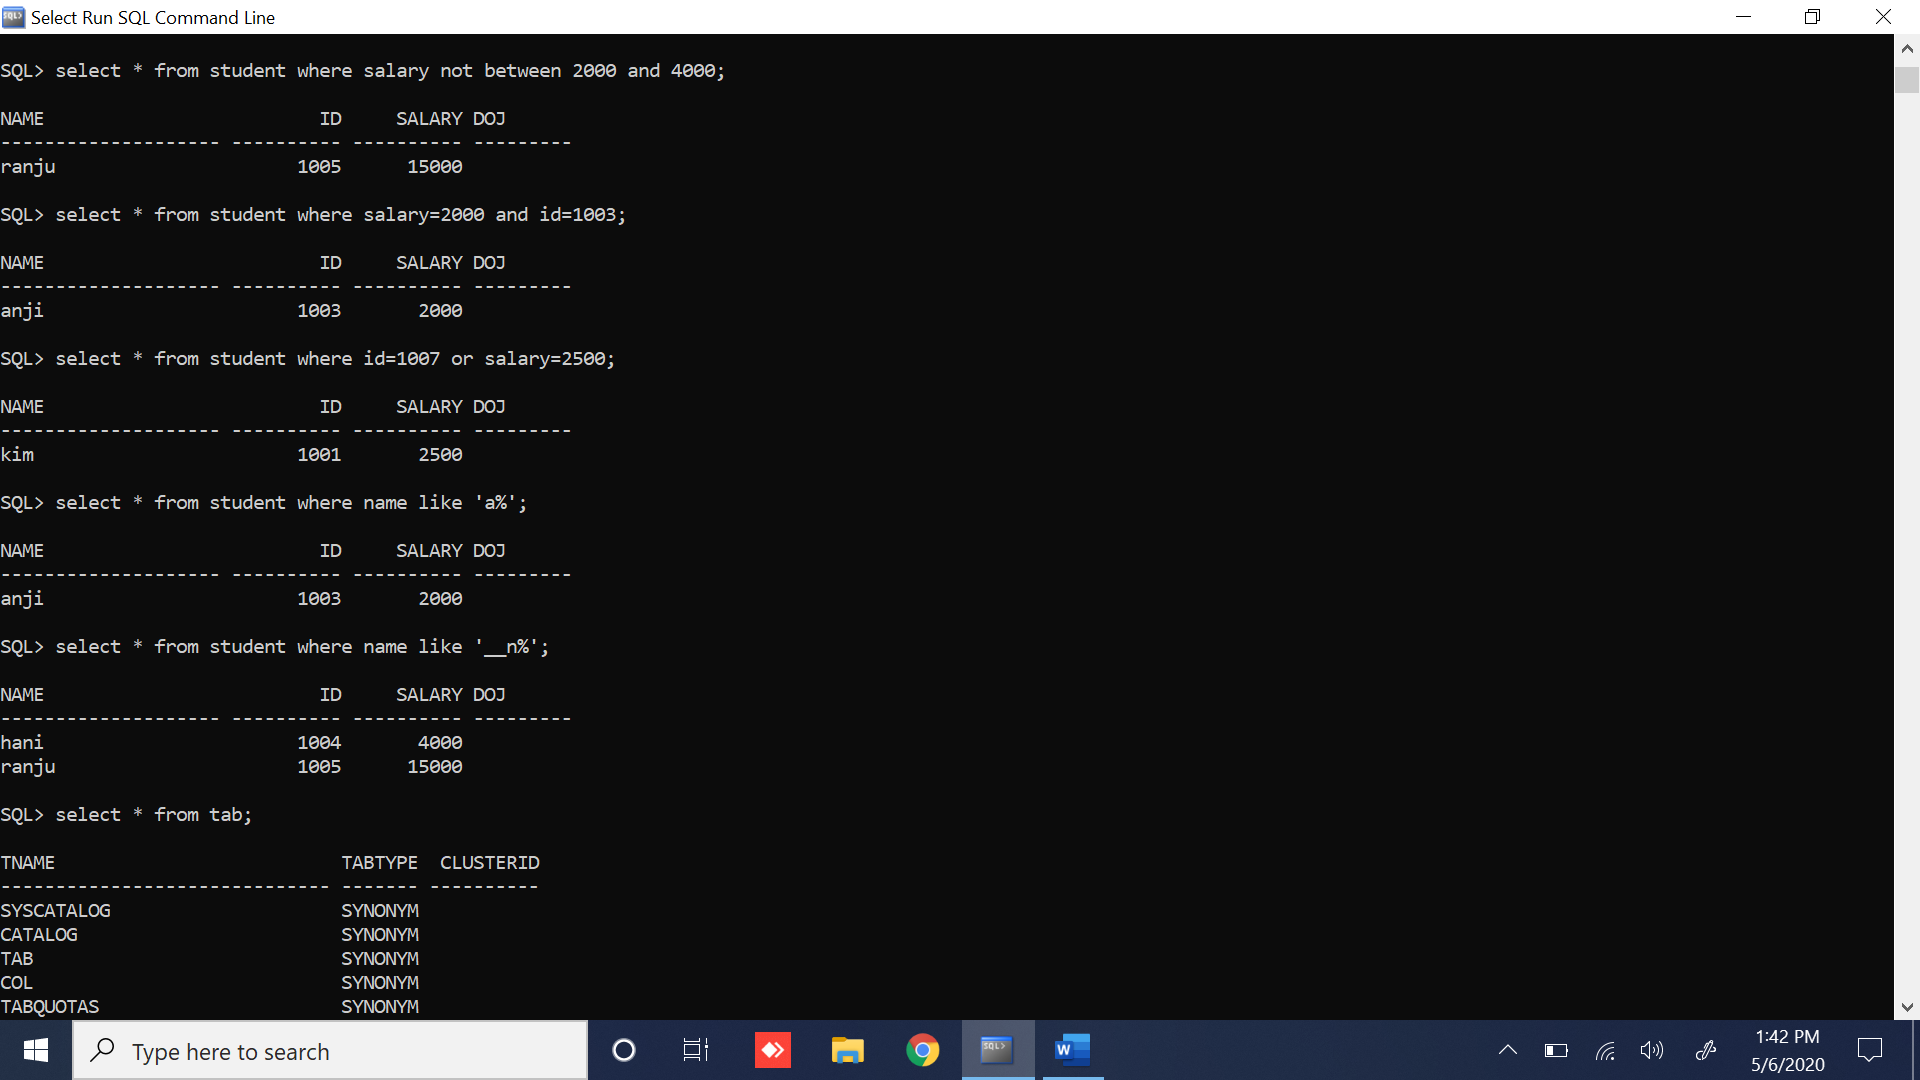 Select Run SQL Command Line
SQL> select * from student where salary not between 2000 and 4000;
NAME                         ID     SALARY DOJ
-------------------- ---------- ---------- ---------
ranju                      1005      15000
SQL> select * from student where salary=2000 and id=1003;
NAME                         ID     SALARY DOJ
-------------------- ---------- ---------- ---------
anji                       1003       2000
SQL> select * from student where id=1007 or salary=2500;
NAME                         ID     SALARY DOJ
-------------------- ---------- ---------- ---------
kim                        1001       2500
SQL> select * from student where name like 'a%';
NAME                         ID     SALARY DOJ
-------------------- ---------- ---------- ---------
anji                       1003       2000
SQL> select * from student where name like '__n%';
NAME                         ID     SALARY DOJ
-------------------- ---------- ---------- ---------
hani                       1004       4000
ranju                      1005      15000
SQL> select * from tab;
TNAME                          TABTYPE  CLUSTERID
------------------------------ ------- ----------
SYSCATALOG                     SYNONYM
CATALOG                        SYNONYM
TAB                            SYNONYM
COL                            SYNONYM
TABQUOTAS                      SYNONYM
Type here to search
SQL>
W
1:42 PM
5/6/2020